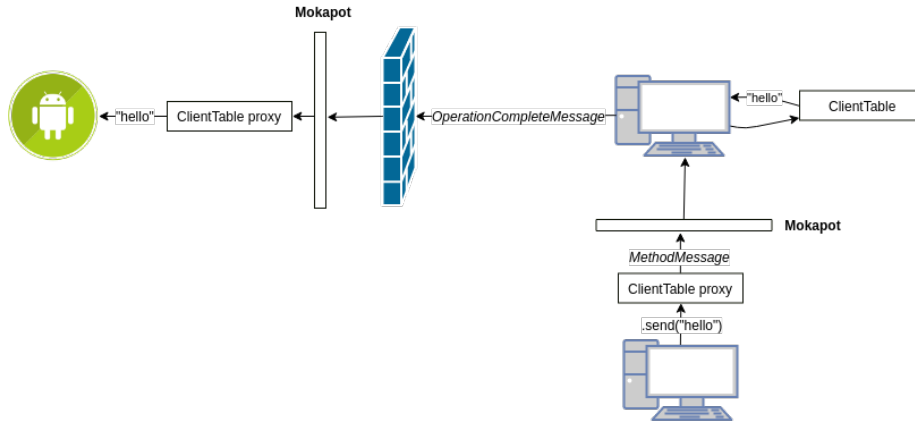 Mokapot
"hello"
ClientTable proxy
OperationCompleteMessage
"hello"
ClientTable
Mokapot
MethodMessage
ClientTable proxy
.send("hello")